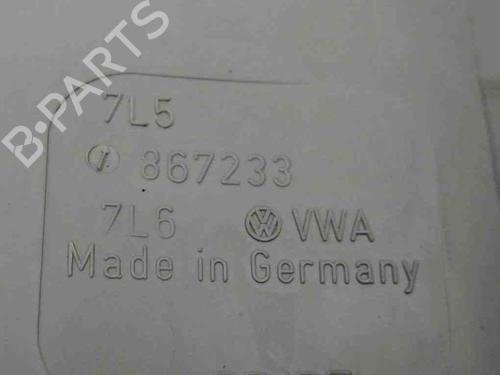 B-PARTS
7L5
867233
7L6 VWA
Made in Germany